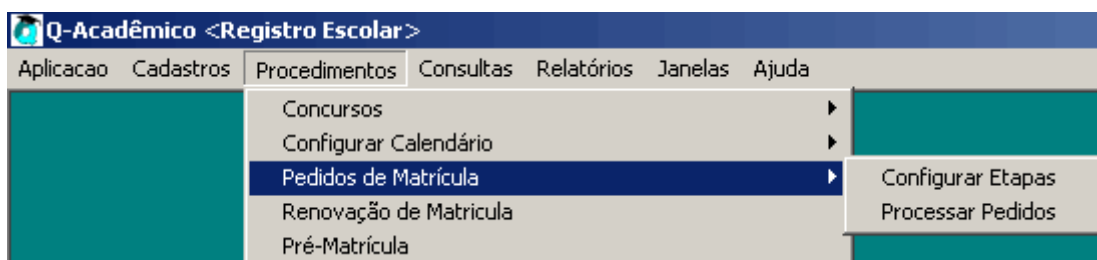 Q-Acadêmico <Registro Escolar>
Aplicacao Cadastros Procedimentos Consultas Relatórios Janelas Ajuda
Concursos
Configurar Calendário
Pedidos de Matrícula
Configurar Etapas
Renovação de Matricula
Processar Pedidos
Pré-Matrícula